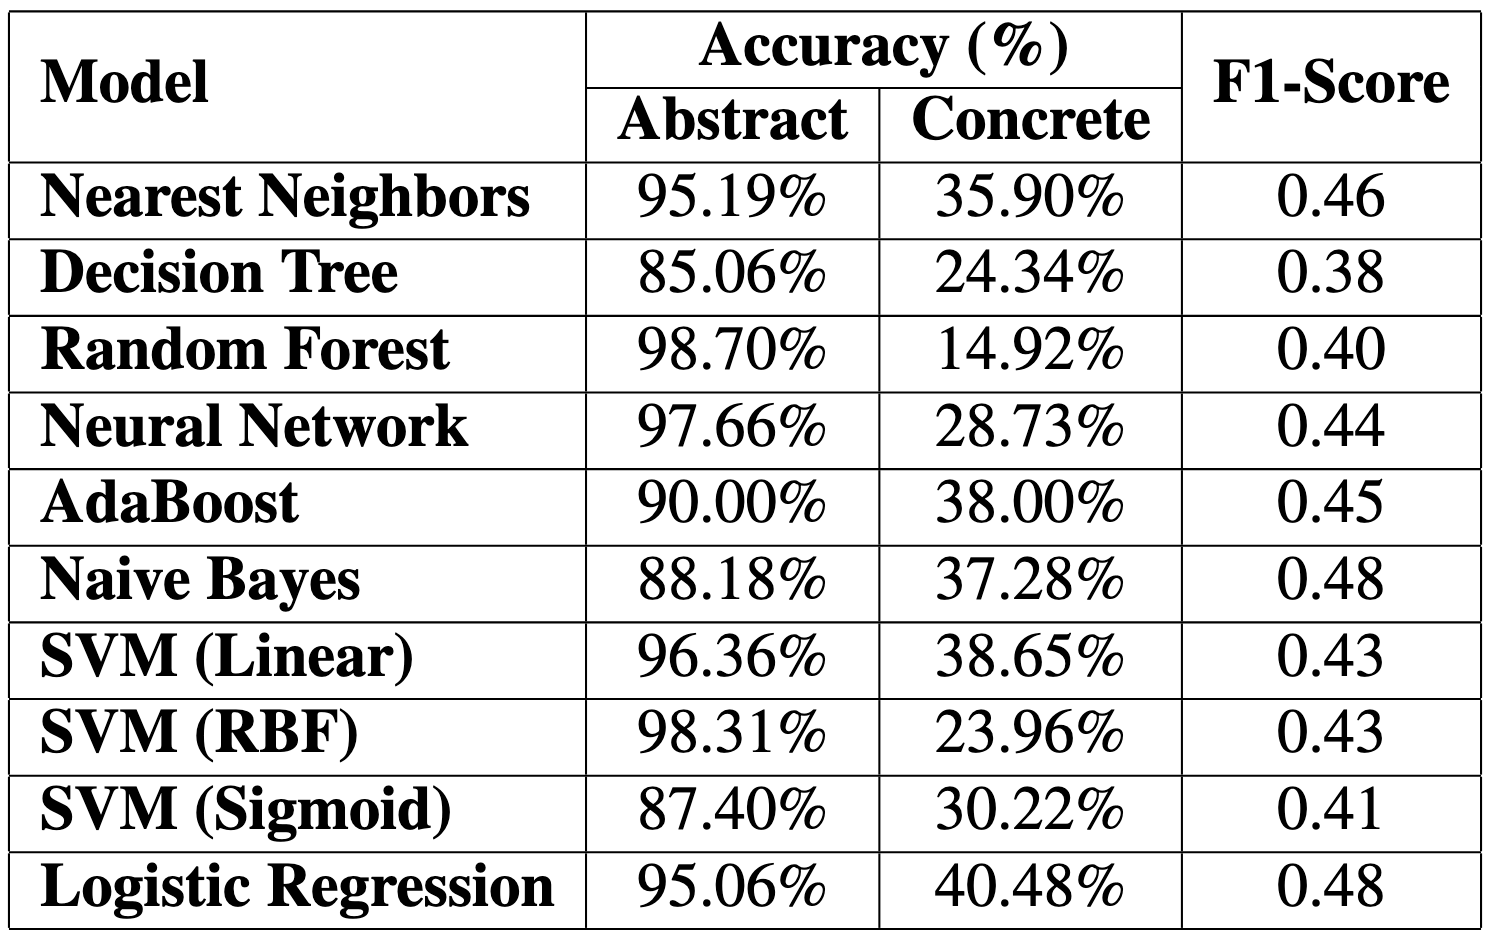 Model Accuracy (%) F1-Score
Abstract Concrete
Nearest Neighbors 95.19% 35.90% 0.46
Decision Tree 85.06% 24.34% 0.38
Random Forest 98.70% 14.92% 0.40
Neural Network 97.66% 28.73% 0.44
AdaBoost 90.00% 38.00% 0.45
Naive Bayes 88.18% 37.28% 0.48
SVM (Linear) 96.36% 38.65% 0.43
SVM (RBF) 98.31% 23.96% 0.43
SVM (Sigmoid) 87.40% 30.22% 0.41
Logistic Regression 95.06% 40.48% 0.48